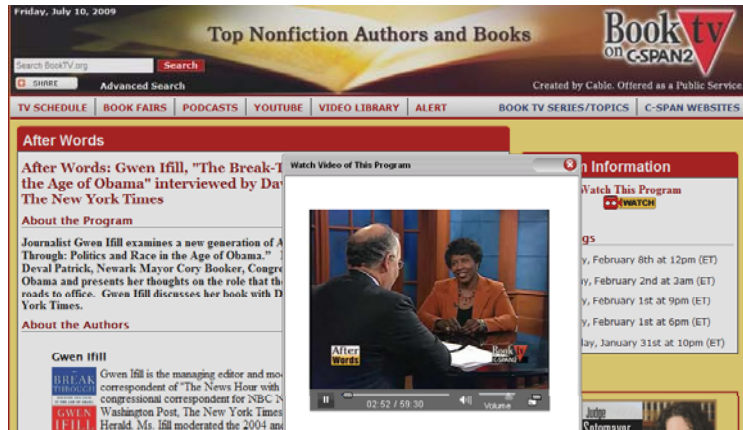 Friday, July 10, 2009
Top Nonfiction Authors and Books
Book tv
on C-SPAN2
Search BookTV.org
Search
SHARE
Advanced Search
Created by Cable. Offered as a Public Service
TV SCHEDULE
BOOK FAIRS
PODCASTS
YOUTUBE
VIDEO LIBRARY
ALERT
BOOK TV SERIES/TOPICS
C-SPAN WEBSITES
After Words
After Words: Gwen Ifill, "The Break-T
the Age of Obama" interviewed by Da
The New York Times
About the Program
Journalist Gwen Ifill examines a new generation of A
Through: Politics and Race in the Age of Obama."
Deval Patrick, Newark Mayor Cory Booker, Congre
Obama and presents her thoughts on the role that th
roads to office. Gwen Ifill discusses her book with D
York Times.
About the Authors
Gwen Ifill
BREAK
THROUGH
GWEN
IFILL
Gwen Ifill is the managing editor and mo
correspondent of "The News Hour with
congressional correspondent for NBC N
Washington Post, The New York Times
Herald. Ms. Ifill moderated the 2004 and
Watch Video of This Program
After
Words
Book tv
02:52 / 59:30
Volume
n Information
Watch This Program
WATCH
gs
y, February 8th at 12pm (ET)
y, February 2nd at 3am (ET)
y, February 1st at 9pm (ET)
y, February 1st at 6pm (ET)
ay, January 31st at 10pm (ET)
Judge
Sotomayor